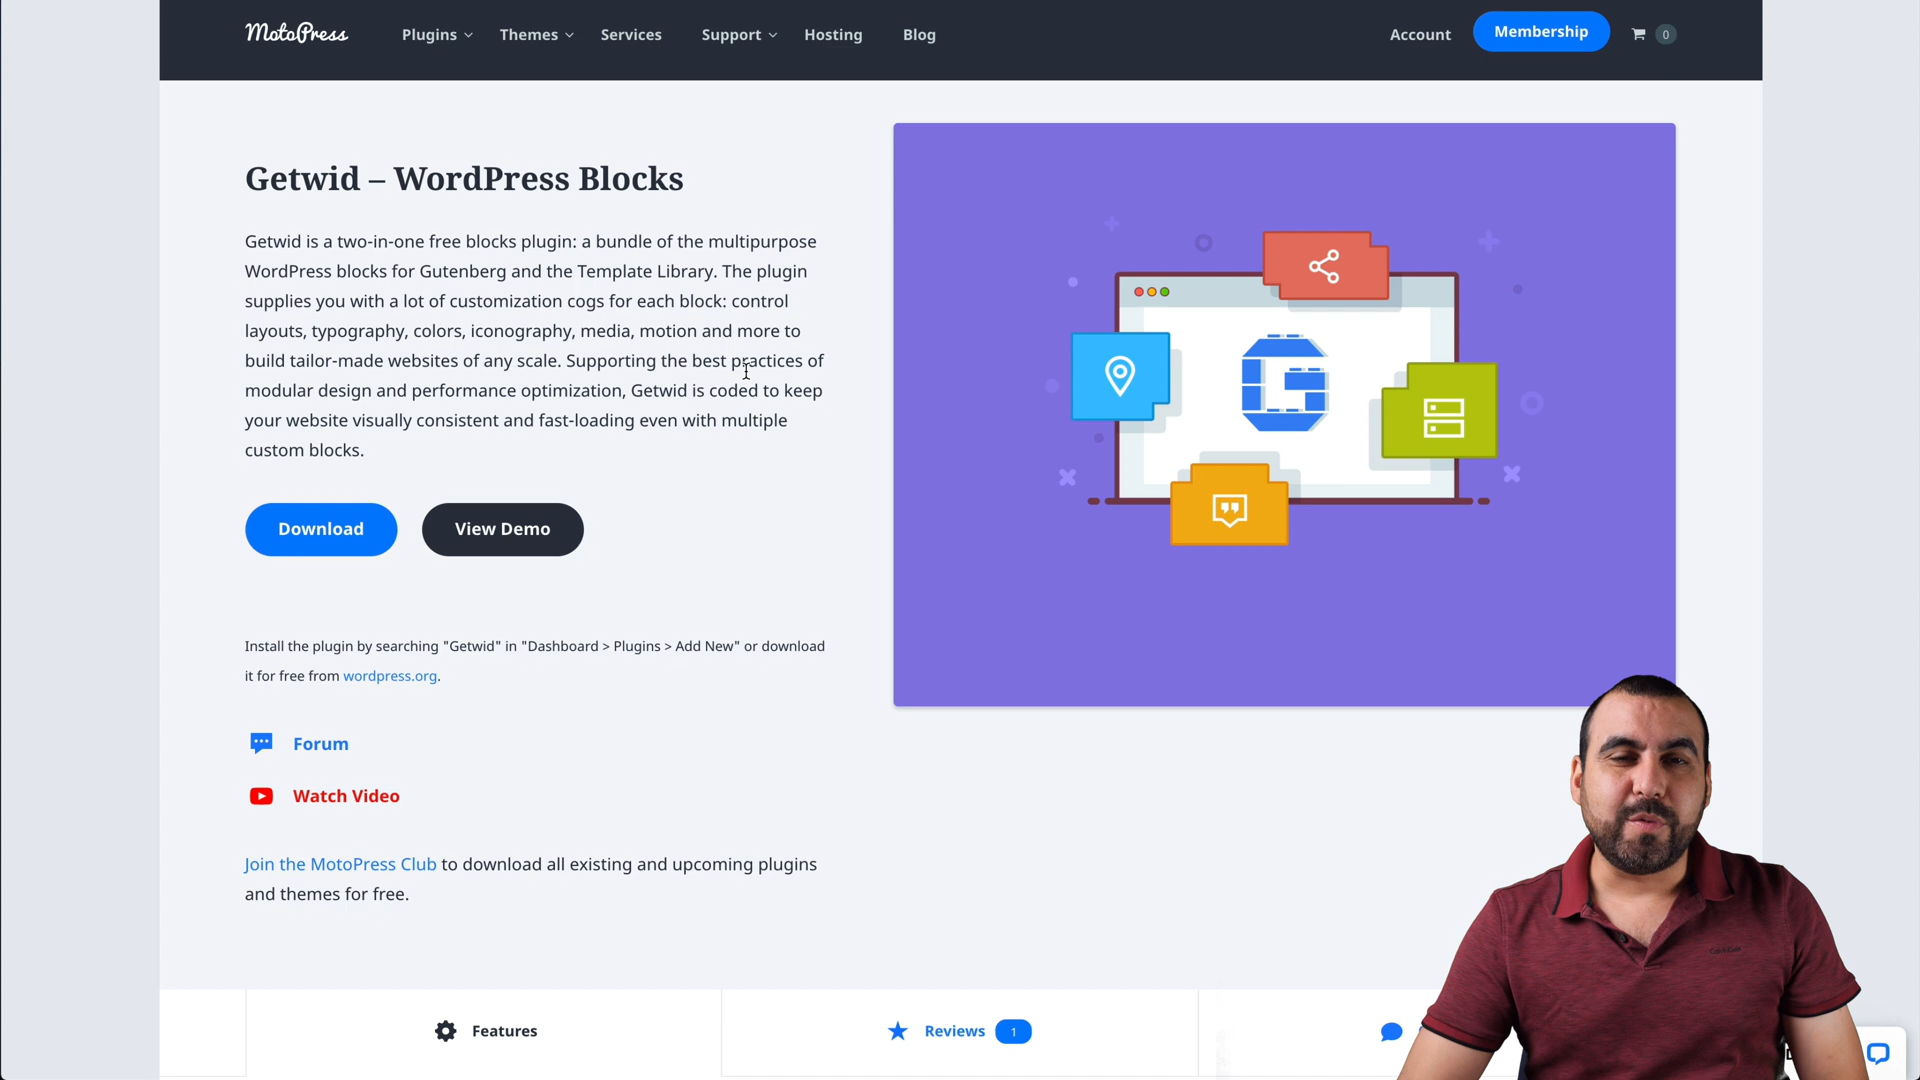 MotoPress
Plugins
Themes
Services
Support
Hosting
Blog
Account
Membership
0
Getwid – WordPress Blocks
Getwid is a two-in-one free blocks plugin: a bundle of the multipurpose
WordPress blocks for Gutenberg and the Template Library. The plugin
supplies you with a lot of customization cogs for each block: control
layouts, typography, colors, iconography, media, motion and more to
build tailor-made websites of any scale. Supporting the best practices of
modular design and performance optimization, Getwid is coded to keep
your website visually consistent and fast-loading even with multiple
custom blocks.
Download
View Demo
Install the plugin by searching "Getwid" in "Dashboard > Plugins > Add New" or download
it for free from wordpress.org.
Forum
Watch Video
Join the MotoPress Club to download all existing and upcoming plugins
and themes for free.
Features
Reviews
1